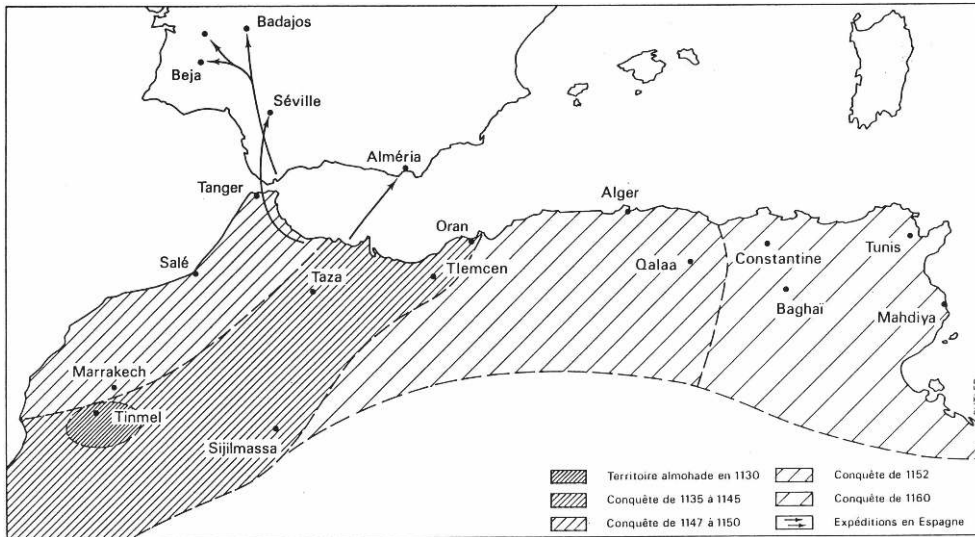 Badajos
Beja
Séville
Alméria
Tanger
Alger
Oran
Tunis
Constantine
Salé
Qalaa
Tlemcen
Taza
Baghaï
Mahdiya
Marrakech
Tinmel
Sijilmassa
Territoire almohade en 1130
Conquête de 1135 à 1145
Conquête de 1147 à 1150
Conquête de 1152
Conquête de 1160
Expéditions en Espagne